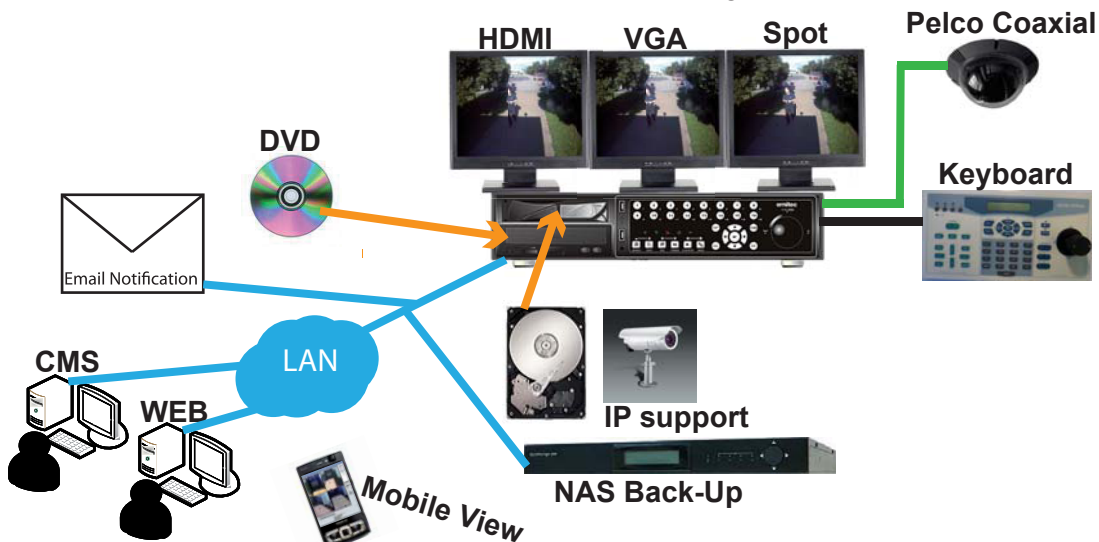 Pelco Coaxial
HDMI
VGA
Spot
DVD
Keyboard
Email Notification
LAN
CMS
WEB
IP support
NAS Back-Up
Mobile View